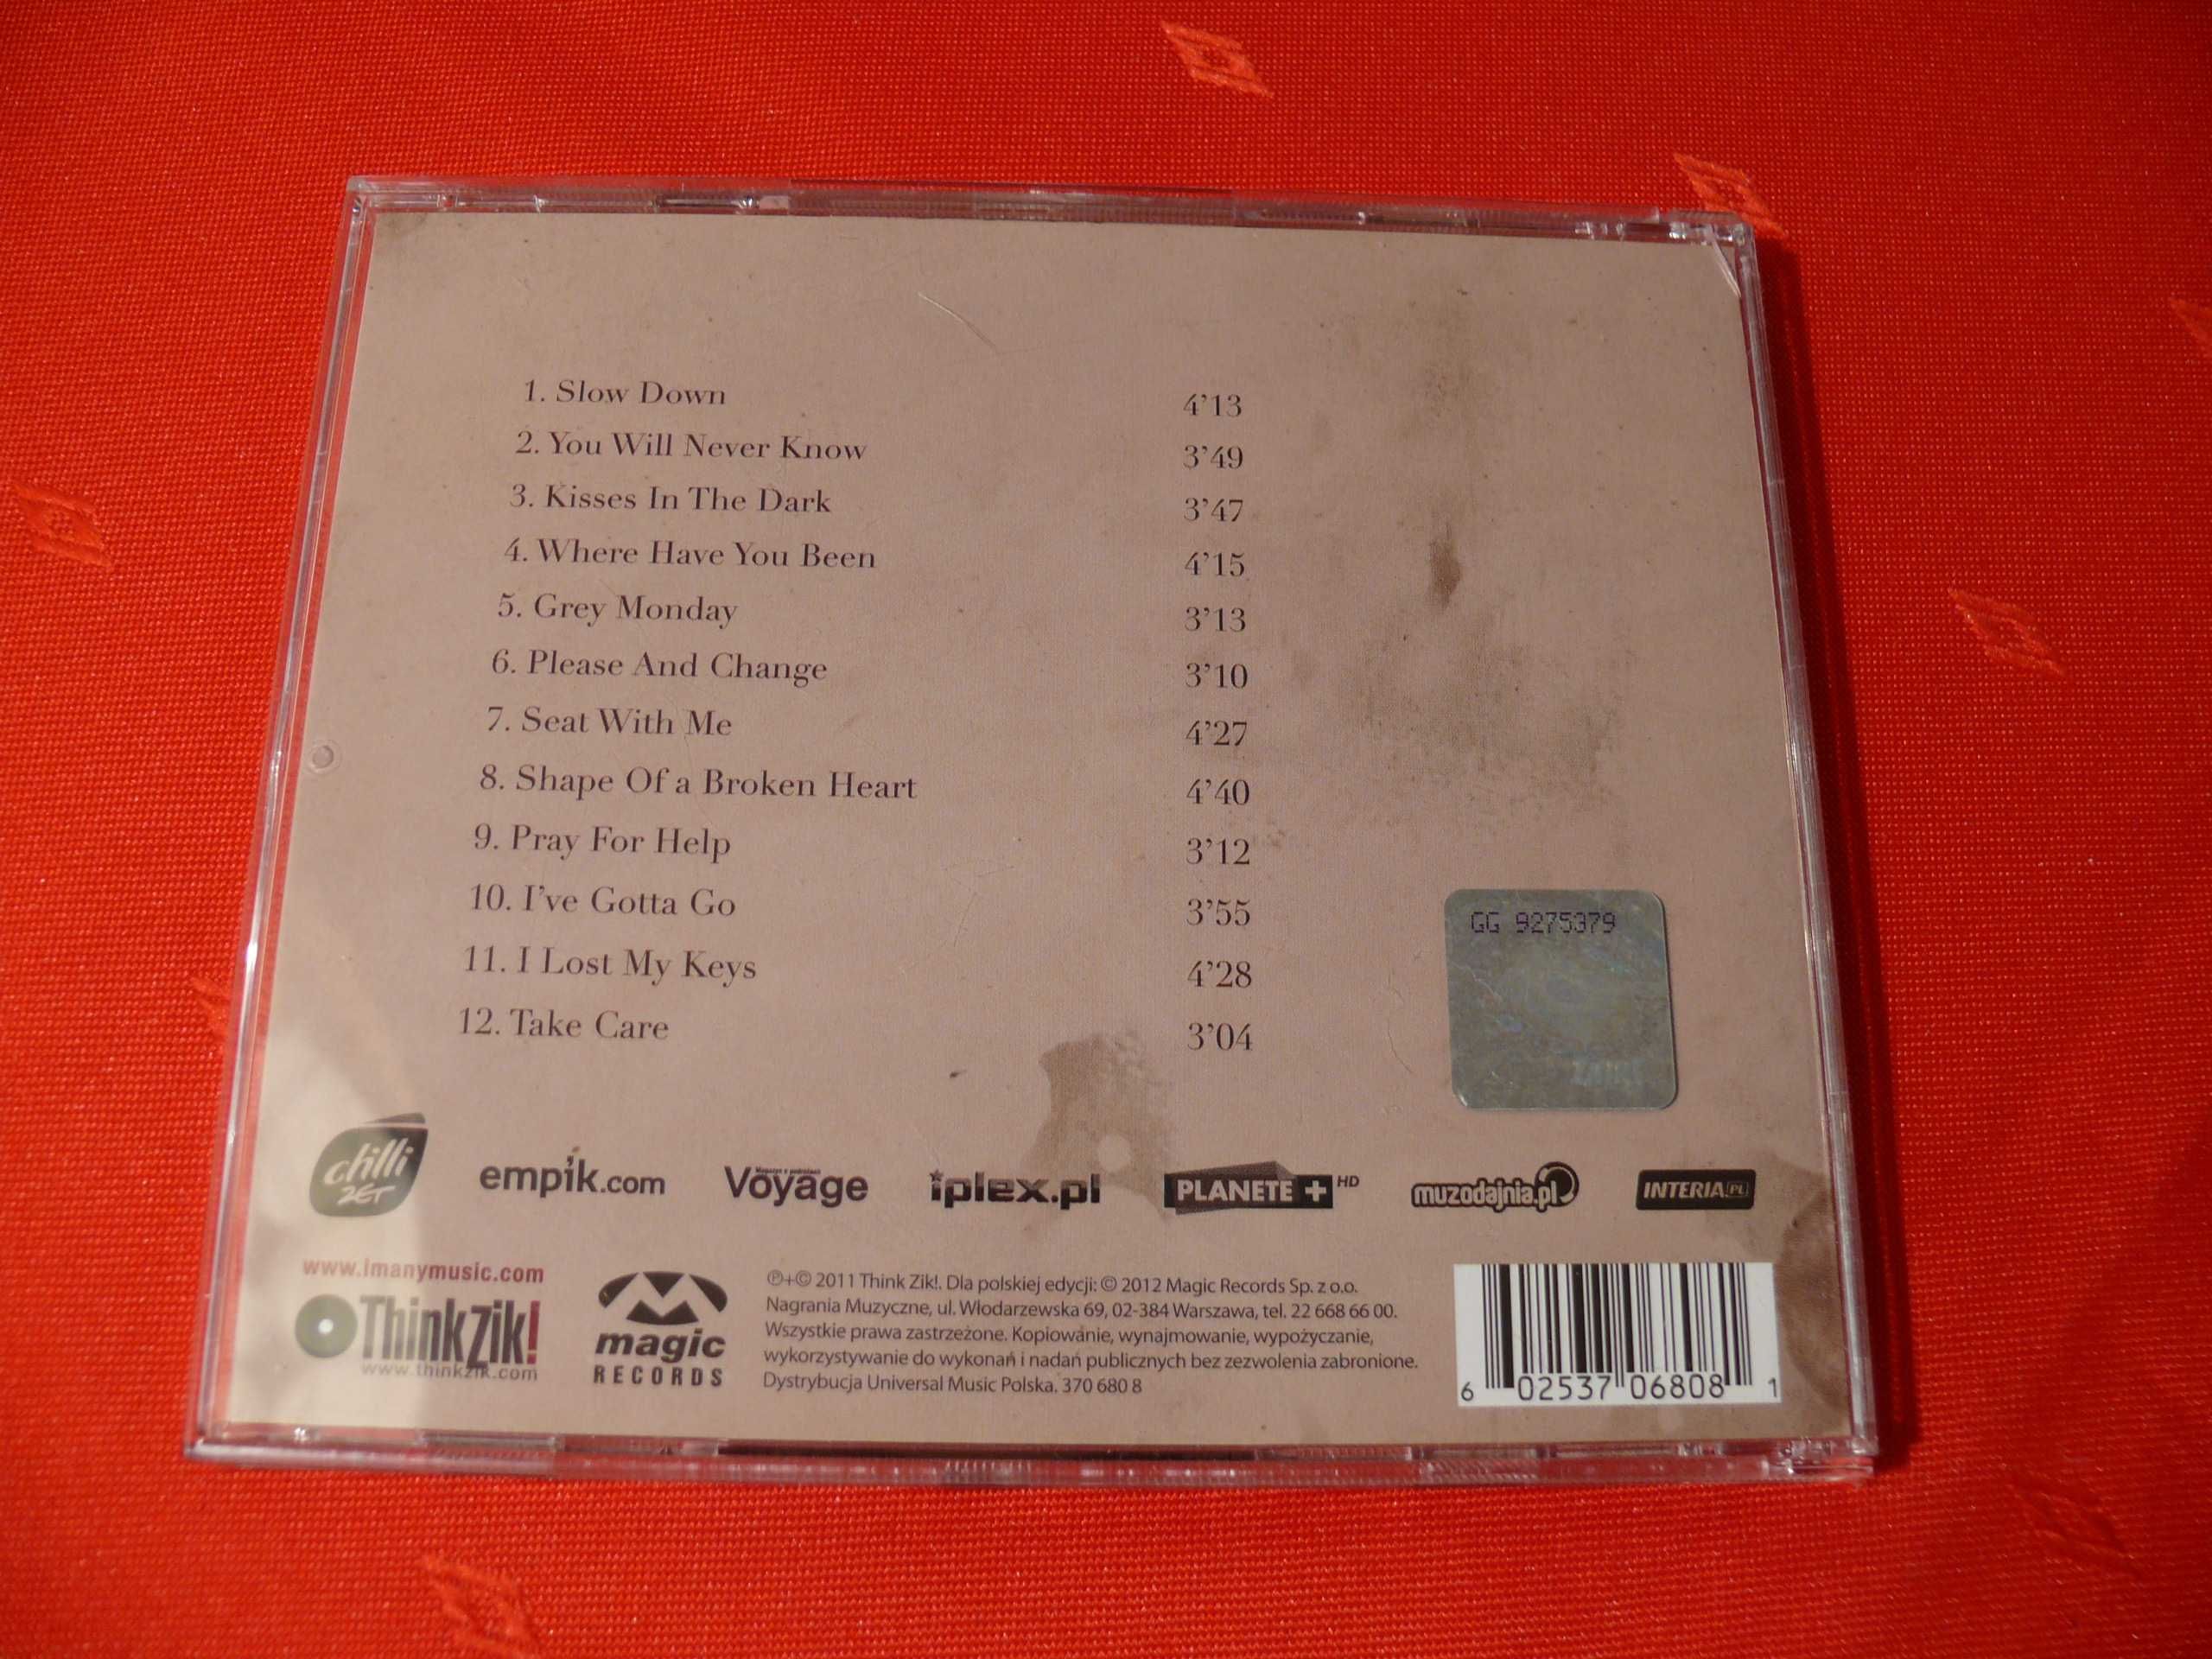 1. Slow Down 4'13
2. You Will Never Know 3'49
3. Kisses In The Dark 3'47
4. Where Have You Been 4'15
5. Grey Monday 3'13
6. Please And Change 3'10
7. Seat With Me 4'27
8. Shape Of a Broken Heart 4'40
9. Pray For Help 3'12
10. I've Gotta Go 3'55
11. I Lost My Keys 4'28
12. Take Care 3'04
GG 9275379
chilli ZET
empik.com
Voyage
iplex.pl
PLANETE + HD
muzodajnia.pl
INTERIA PL
www.imanymusic.com
ThinkZik!
www.thinkzik.com
magic
RECORDS
℗+© 2011 Think Zik!. Dla polskiej edycji: © 2012 Magic Records Sp. z o.o.
Nagrania Muzyczne, ul. Włodarzewska 69, 02-384 Warszawa, tel. 22 668 66 00.
Wszystkie prawa zastrzeżone. Kopiowanie, wynajmowanie, wypożyczanie,
wykorzystywanie do wykonań i nadań publicznych bez zezwolenia zabronione.
Dystrybucja Universal Music Polska. 370 680 8
6 02537 06808 1